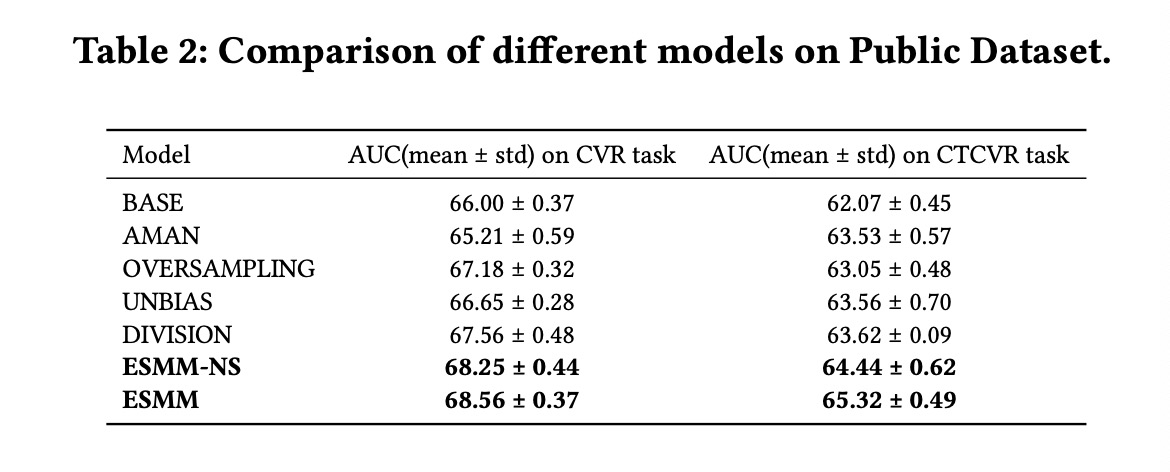 Table 2: Comparison of different models on Public Dataset.
Model AUC(mean ± std) on CVR task AUC(mean ± std) on CTCVR task
BASE 66.00 ± 0.37 62.07 ± 0.45
AMAN 65.21 ± 0.59 63.53 ± 0.57
OVERSAMPLING 67.18 ± 0.32 63.05 ± 0.48
UNBIAS 66.65 ± 0.28 63.56 ± 0.70
DIVISION 67.56 ± 0.48 63.62 ± 0.09
ESMM-NS 68.25 ± 0.44 64.44 ± 0.62
ESMM 68.56 ± 0.37 65.32 ± 0.49